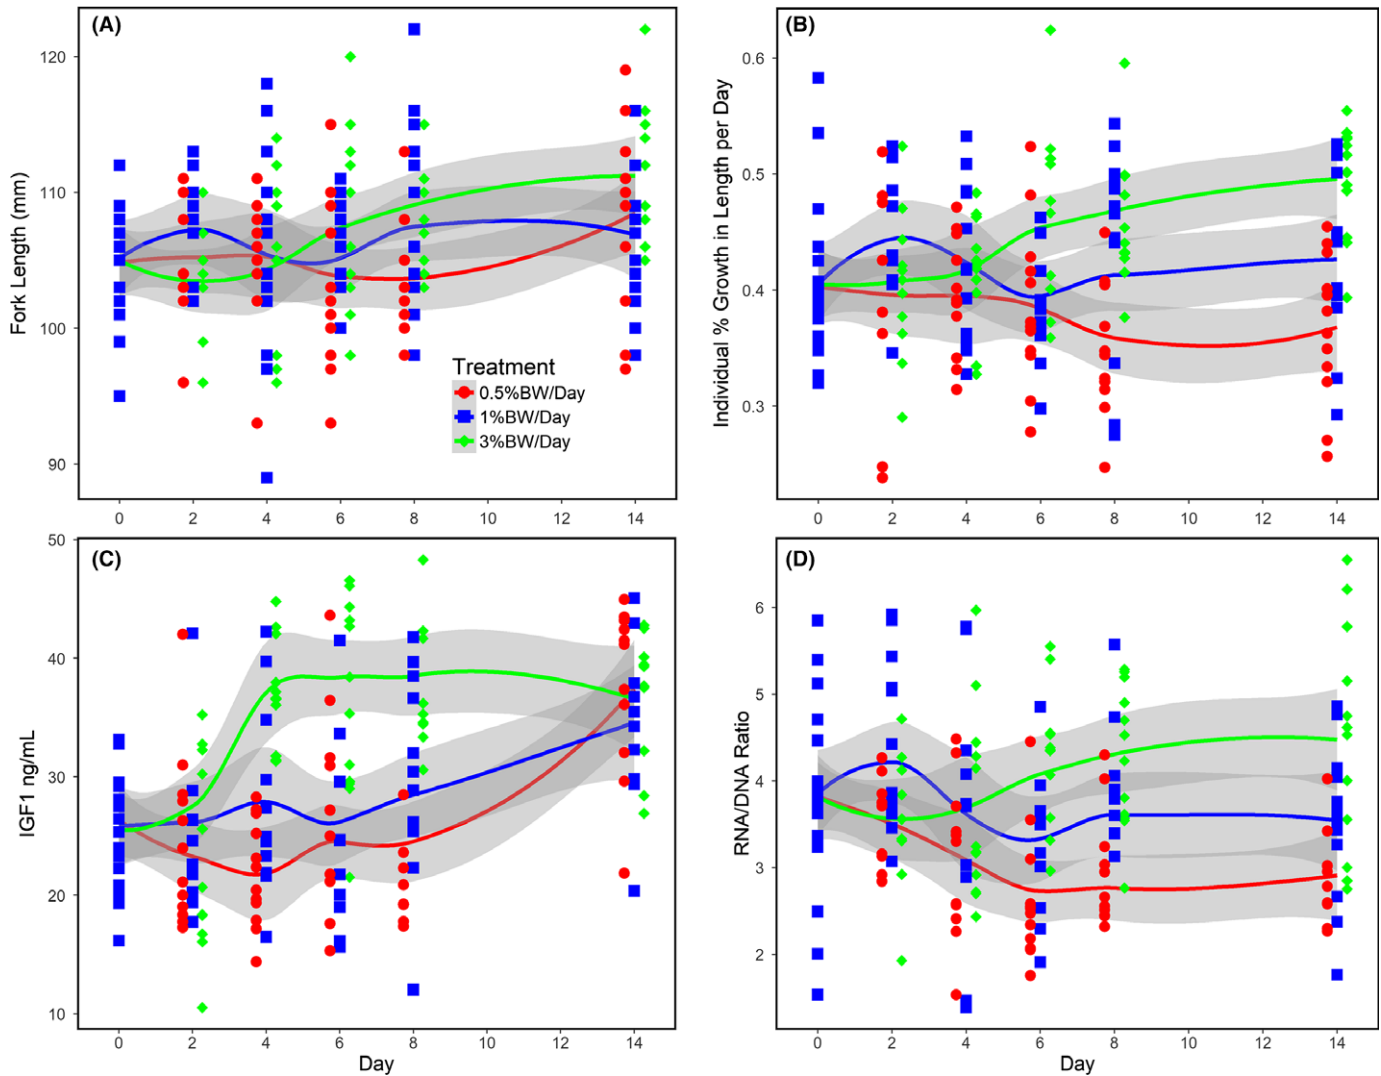 (A)
Fork Length (mm)
120
110
100
90
0 2 4 6 8 10 12 14
Treatment
0.5%BW/Day
1%BW/Day
3%BW/Day
(B)
Individual % Growth in Length per Day
0.6
0.5
0.4
0.3
0 2 4 6 8 10 12 14
(C)
IGF1 ng/mL
50
40
30
20
10
0 2 4 6 8 10 12 14
Day
(D)
RNA/DNA Ratio
6
5
4
3
2
0 2 4 6 8 10 12 14
Day